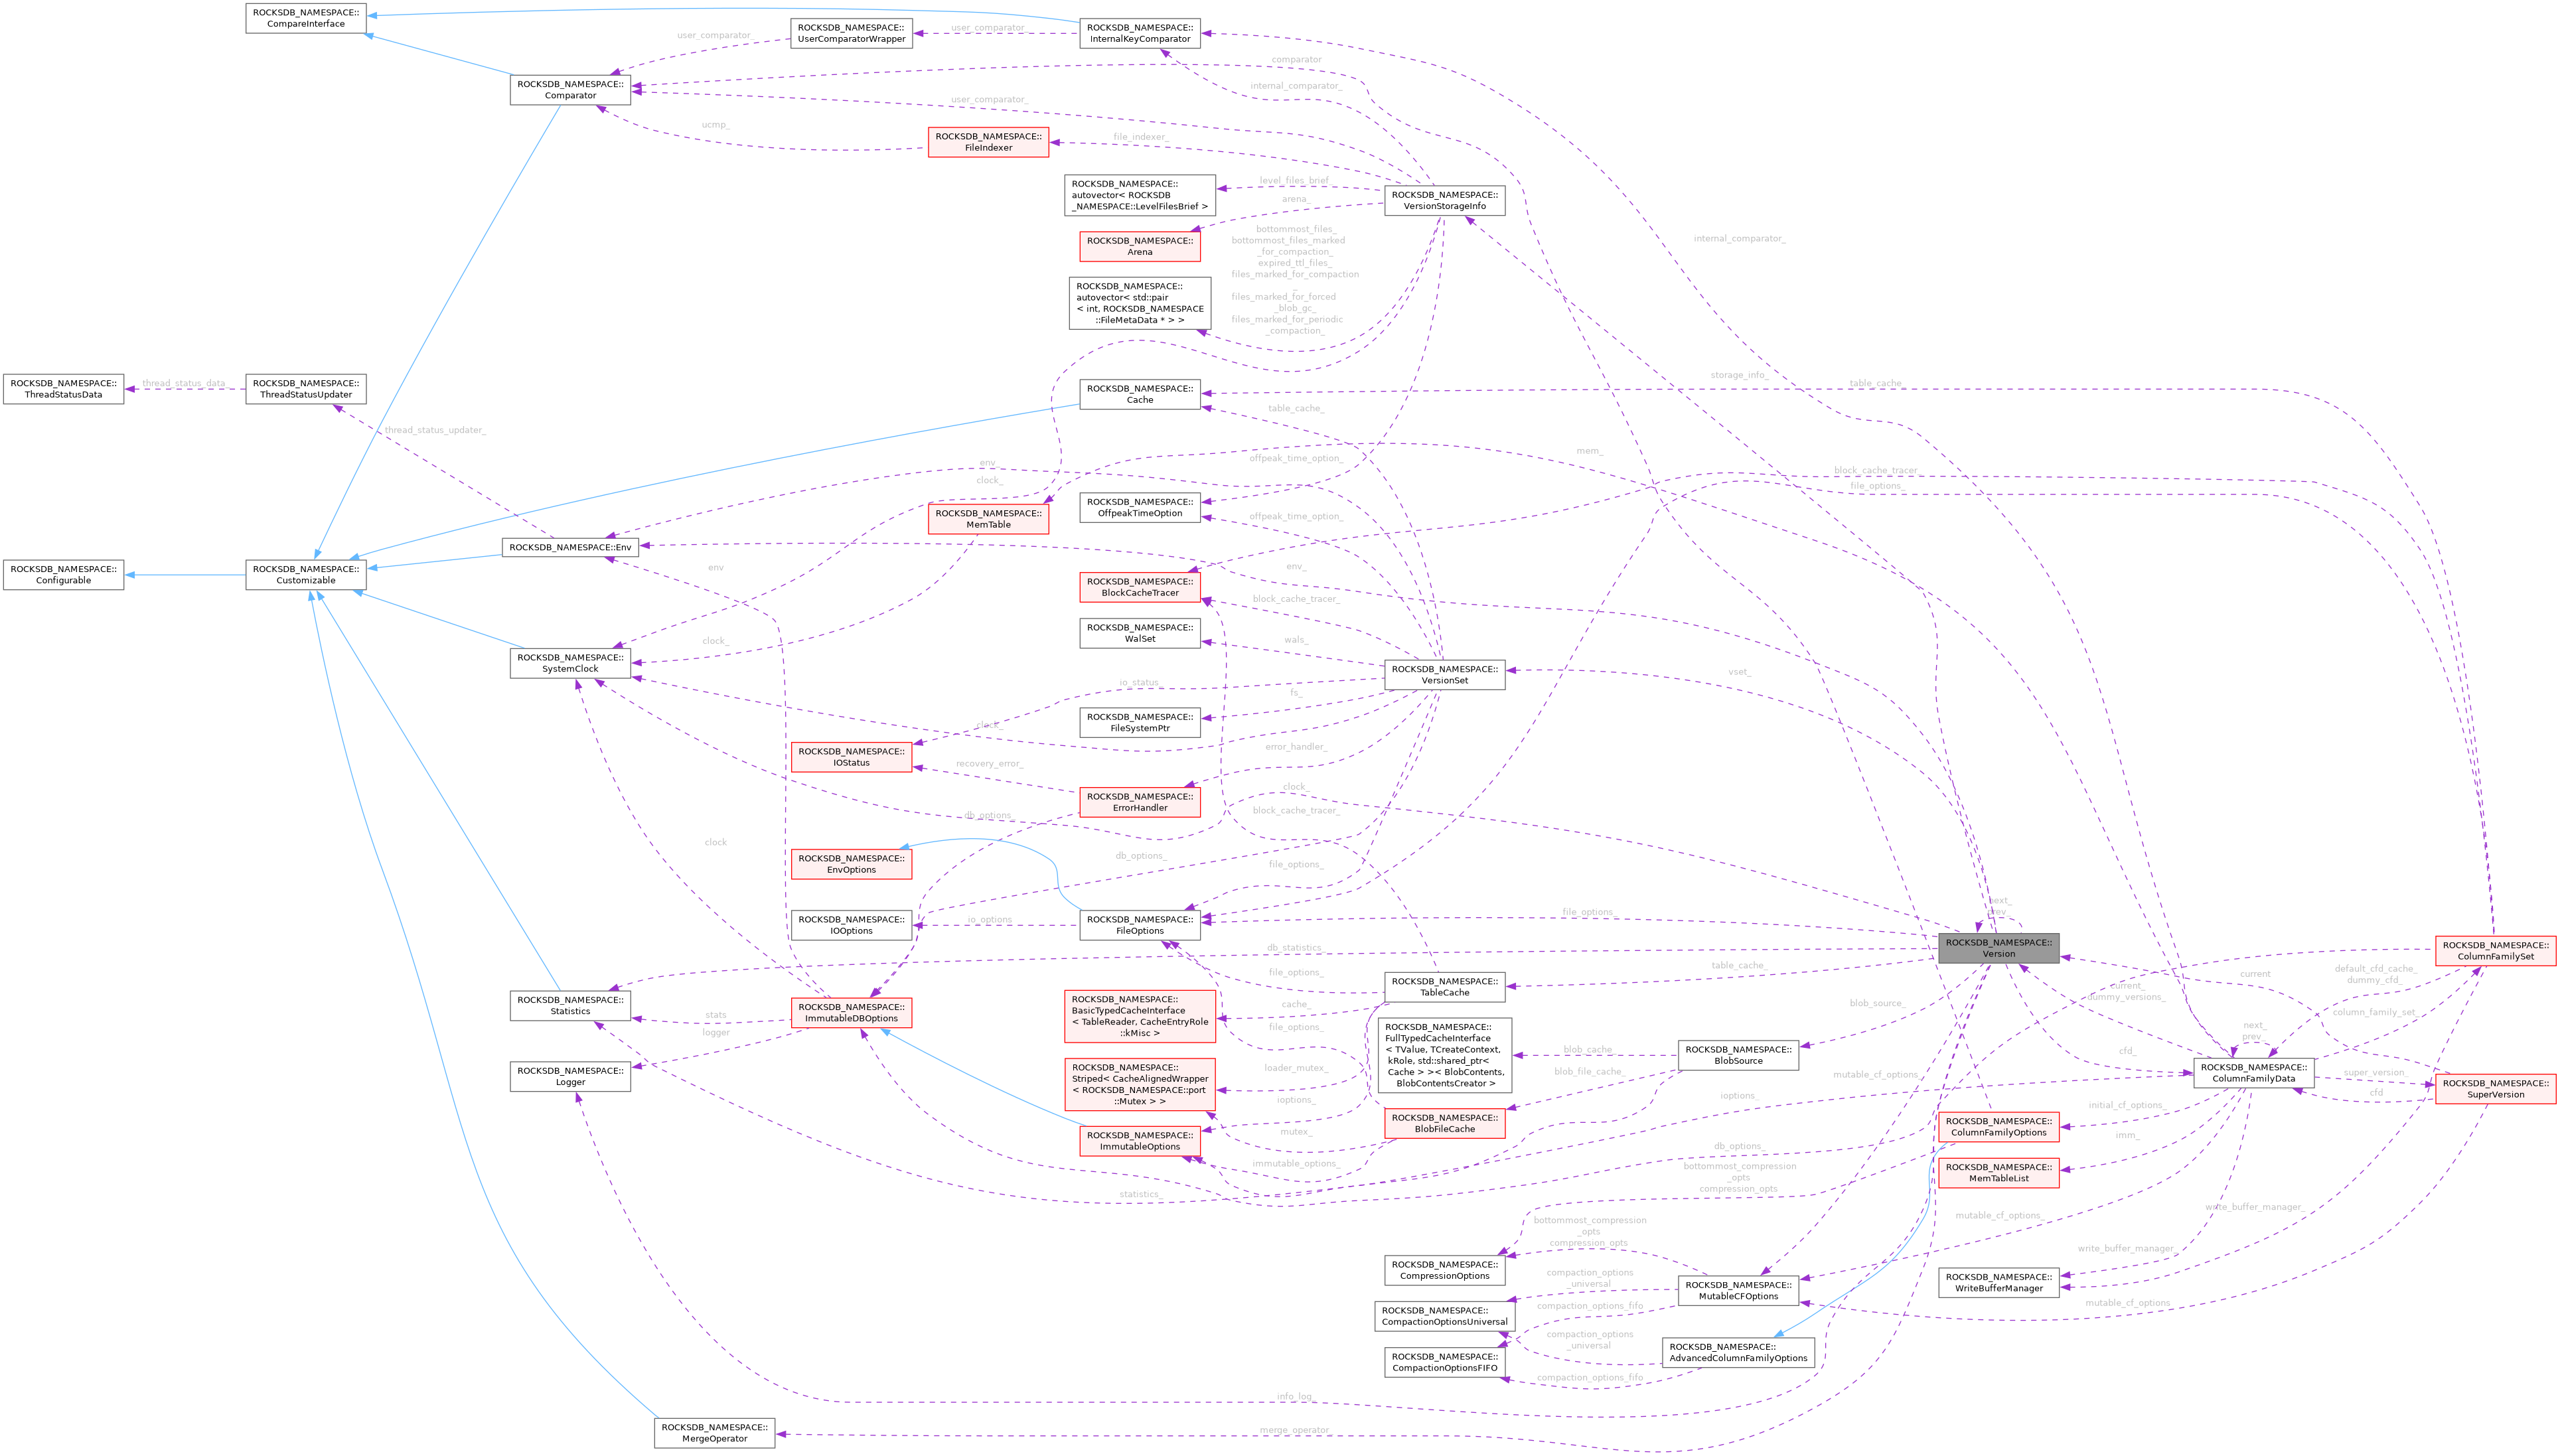 ROCKSDB_NAMESPACE::
CompareInterface
ROCKSDB_NAMESPACE::
UserComparatorWrapper
user_comparator_
ROCKSDB_NAMESPACE::
InternalKeyComparator
user_comparator_
ROCKSDB_NAMESPACE::
Comparator
comparator
internal_comparator_
user_comparator_
ucmp_
ROCKSDB_NAMESPACE::
FileIndexer
file_indexer_
ROCKSDB_NAMESPACE::
autovector< ROCKSDB
_NAMESPACE::LevelFilesBrief >
level_files_brief_
arena_
ROCKSDB_NAMESPACE::
VersionStorageInfo
ROCKSDB_NAMESPACE::
Arena
bottommost_files_
bottommost_files_marked
_for_compaction_
expired_ttl_files_
files_marked_for_compaction
_
files_marked_for_forced
_blob_gc_
files_marked_for_periodic
_compaction_
internal_comparator_
ROCKSDB_NAMESPACE::
autovector< std::pair
< int, ROCKSDB_NAMESPACE
::FileMetaData * > >
ROCKSDB_NAMESPACE::
ThreadStatusData
thread_status_data_
ROCKSDB_NAMESPACE::
ThreadStatusUpdater
thread_status_updater_
ROCKSDB_NAMESPACE::
Cache
table_cache_
storage_info_
table_cache_
mem_
env_
clock_
offpeak_time_option_
block_cache_tracer_
file_options_
ROCKSDB_NAMESPACE::
MemTable
ROCKSDB_NAMESPACE::
OffpeakTimeOption
offpeak_time_option_
ROCKSDB_NAMESPACE::Env
ROCKSDB_NAMESPACE::
Configurable
ROCKSDB_NAMESPACE::
Customizable
env
env_
ROCKSDB_NAMESPACE::
BlockCacheTracer
block_cache_tracer_
ROCKSDB_NAMESPACE::
WalSet
wals_
clock_
ROCKSDB_NAMESPACE::
SystemClock
ROCKSDB_NAMESPACE::
VersionSet
vset_
io_status_
fs_
ROCKSDB_NAMESPACE::
FileSystemPtr
clock_
ROCKSDB_NAMESPACE::
IOStatus
error_handler_
recovery_error_
ROCKSDB_NAMESPACE::
ErrorHandler
clock_
block_cache_tracer_
db_options_
clock
ROCKSDB_NAMESPACE::
EnvOptions
db_options_
file_options_
ROCKSDB_NAMESPACE::
IOOptions
io_options
ROCKSDB_NAMESPACE::
FileOptions
file_options_
next_
prev_
ROCKSDB_NAMESPACE::
Version
ROCKSDB_NAMESPACE::
ColumnFamilySet
db_statistics_
table_cache_
file_options_
ROCKSDB_NAMESPACE::
TableCache
current
default_cfd_cache_
dummy_cfd_
current_
dummy_versions_
blob_source_
column_family_set_
ROCKSDB_NAMESPACE::
Statistics
stats
logger
ROCKSDB_NAMESPACE::
ImmutableDBOptions
ROCKSDB_NAMESPACE::
BasicTypedCacheInterface
< TableReader, CacheEntryRole
::kMisc >
cache_
file_options_
ROCKSDB_NAMESPACE::
FullTypedCacheInterface
< TValue, TCreateContext,
kRole, std::shared_ptr<
Cache > >< BlobContents,
BlobContentsCreator >
blob_cache_
blob_file_cache_
ROCKSDB_NAMESPACE::
BlobSource
cfd_
next_
prev_
ROCKSDB_NAMESPACE::
ColumnFamilyData
super_version_
cfd
ROCKSDB_NAMESPACE::
SuperVersion
ROCKSDB_NAMESPACE::
Logger
ROCKSDB_NAMESPACE::
Striped< CacheAlignedWrapper
< ROCKSDB_NAMESPACE::port
::Mutex > >
loader_mutex_
ioptions_
mutable_cf_options_
ioptions_
initial_cf_options_
ROCKSDB_NAMESPACE::
BlobFileCache
mutex_
ROCKSDB_NAMESPACE::
ImmutableOptions
immutable_options_
ROCKSDB_NAMESPACE::
ColumnFamilyOptions
imm_
db_options_
ROCKSDB_NAMESPACE::
MemTableList
bottommost_compression
_opts
compression_opts
statistics_
bottommost_compression
_opts
compression_opts
mutable_cf_options_
write_buffer_manager_
write_buffer_manager_
ROCKSDB_NAMESPACE::
CompressionOptions
compaction_options
_universal
ROCKSDB_NAMESPACE::
MutableCFOptions
ROCKSDB_NAMESPACE::
WriteBufferManager
mutable_cf_options
ROCKSDB_NAMESPACE::
CompactionOptionsUniversal
compaction_options_fifo
compaction_options
_universal
ROCKSDB_NAMESPACE::
CompactionOptionsFIFO
ROCKSDB_NAMESPACE::
AdvancedColumnFamilyOptions
compaction_options_fifo
info_log_
ROCKSDB_NAMESPACE::
MergeOperator
merge_operator_